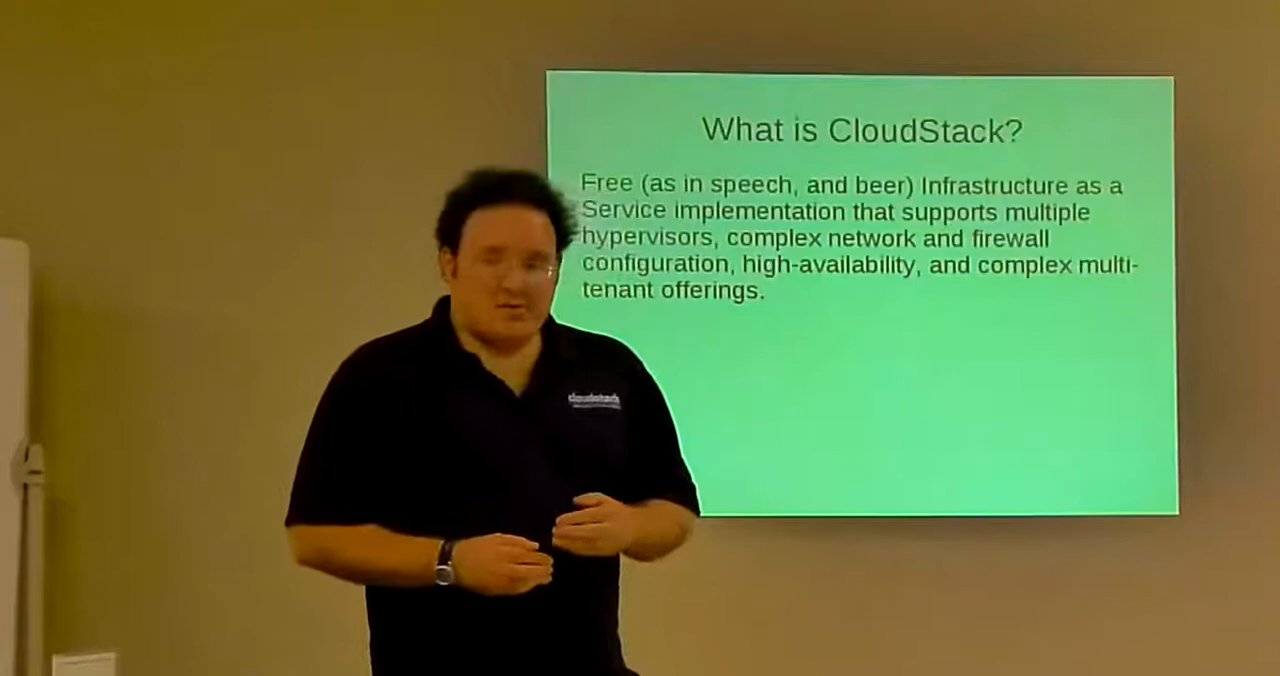 What is CloudStack?
Free (as in speech, and beer) Infrastructure as a
Service implementation that supports multiple
hypervisors, complex network and firewall
configuration, high-availability, and complex multi-
tenant offerings.
cloudstack